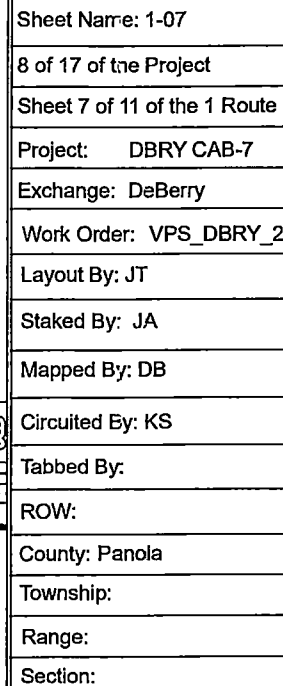 Sheet Name: 1-07
8 of 17 of the Project
Sheet 7 of 11 of the 1 Route
Project: DBRY CAB-7
Exchange: DeBerry
Work Order: VPS_DBRY_2
Layout By: JT
Staked By: JA
Mapped By: DB
Circuited By: KS
Tabbed By:
ROW:
County: Panola
Township:
Range:
Section: